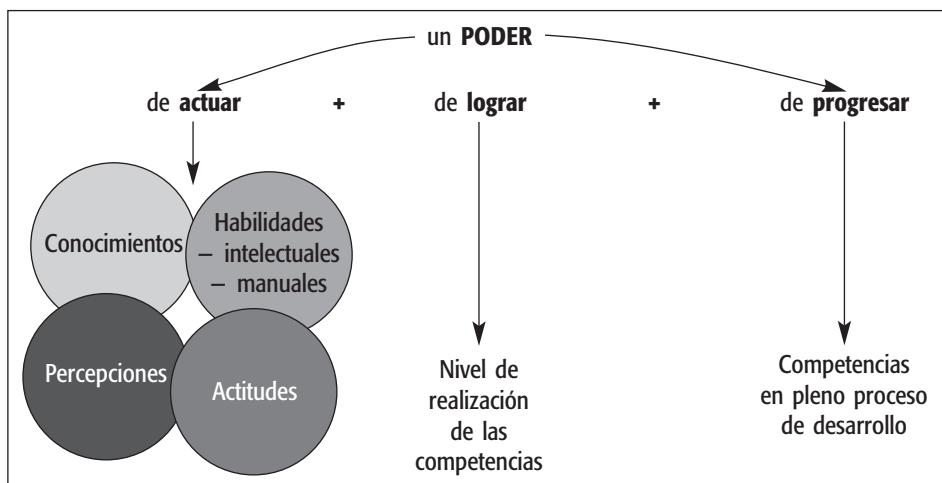 un PODER
de actuar + de lograr + de progresar
Conocimientos
Habilidades
– intelectuales
– manuales
Percepciones
Actitudes
Nivel de
realización
de las
competencias
Competencias
en pleno proceso
de desarrollo